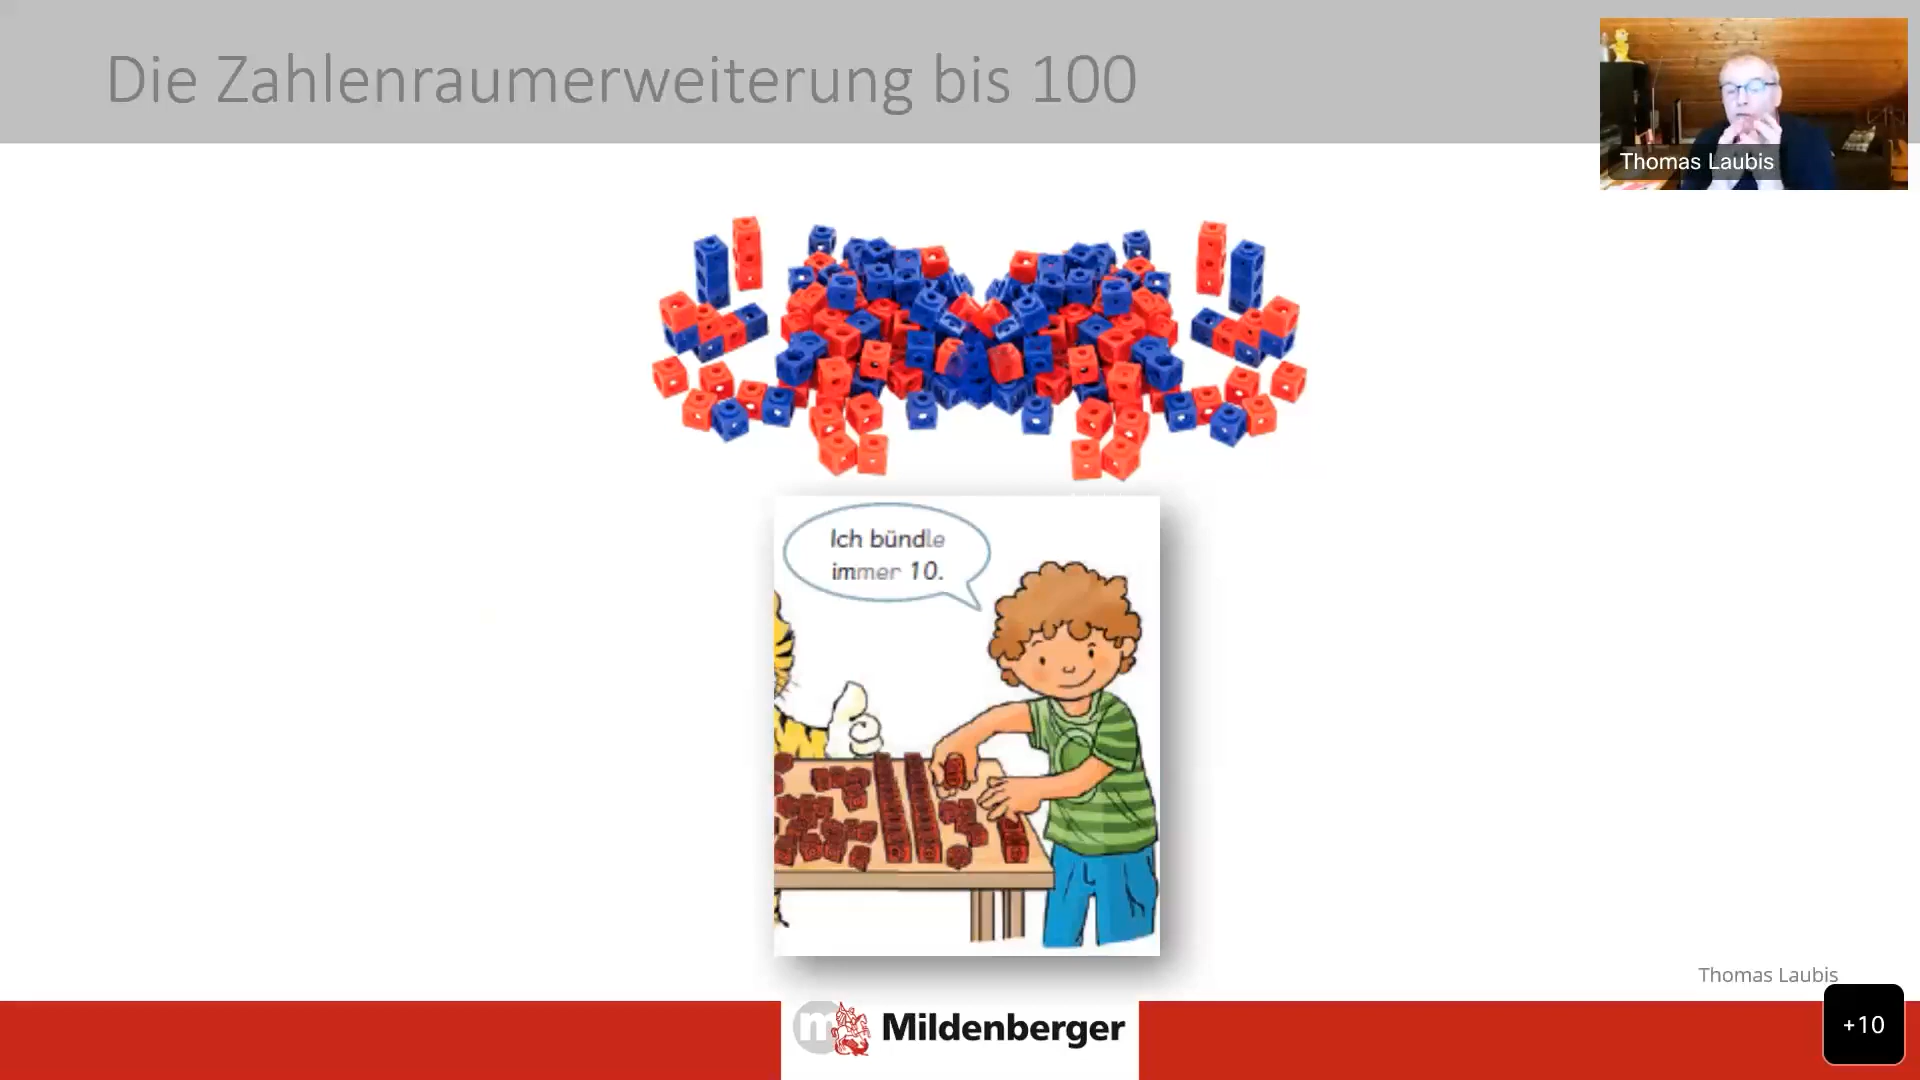 Die Zahlenraumerweiterung bis 100
Thomas Laubis
Ich bündle
immer 10.
Thomas Laubis
m
Mildenberger
+10